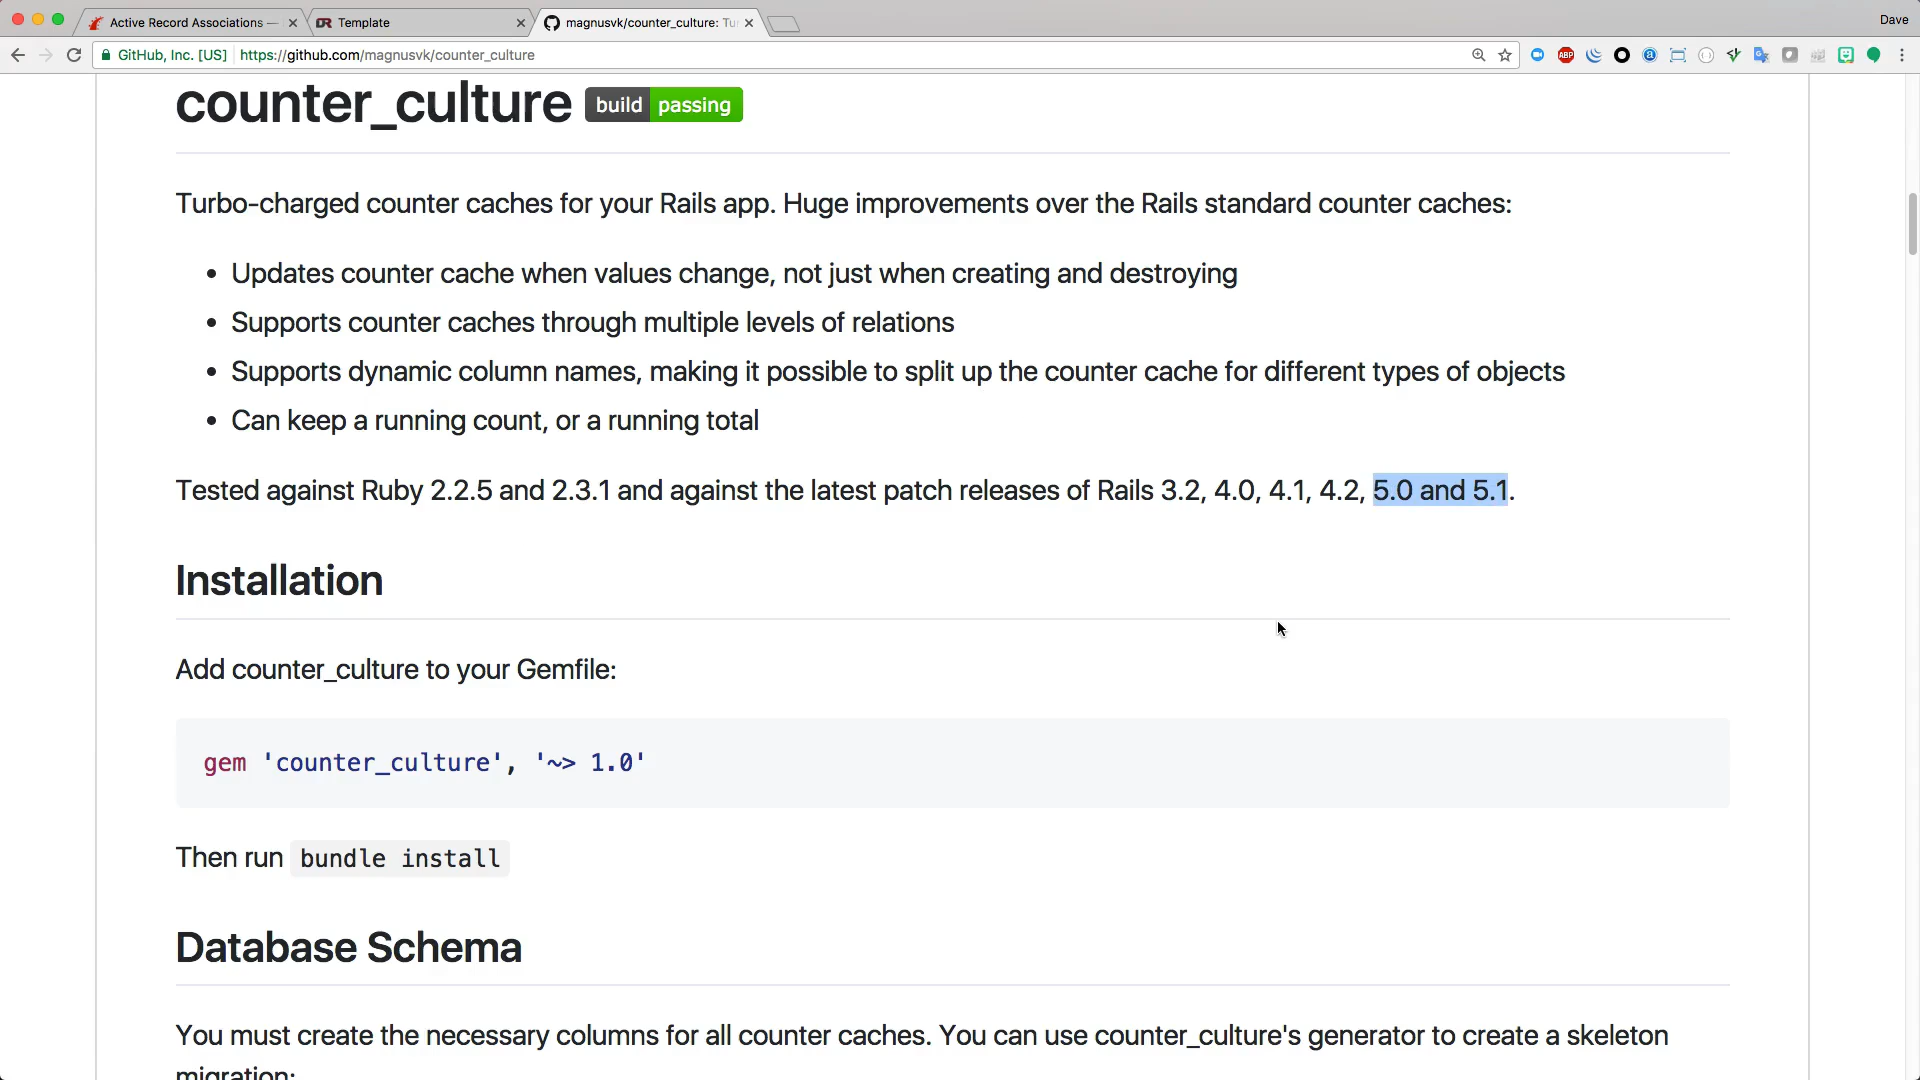 Active Record Associations —
Template
magnusvk/counter_culture: Tu
Dave
GitHub, Inc. [US]
https://github.com/magnusvk/counter_culture
ABP
counter_culture
build passing
Turbo-charged counter caches for your Rails app. Huge improvements over the Rails standard counter caches:
• Updates counter cache when values change, not just when creating and destroying
• Supports counter caches through multiple levels of relations
• Supports dynamic column names, making it possible to split up the counter cache for different types of objects
• Can keep a running count, or a running total
Tested against Ruby 2.2.5 and 2.3.1 and against the latest patch releases of Rails 3.2, 4.0, 4.1, 4.2, 5.0 and 5.1.
Installation
Add counter_culture to your Gemfile:
gem 'counter_culture', '~> 1.0'
Then run bundle install
Database Schema
You must create the necessary columns for all counter caches. You can use counter_culture's generator to create a skeleton
migration: